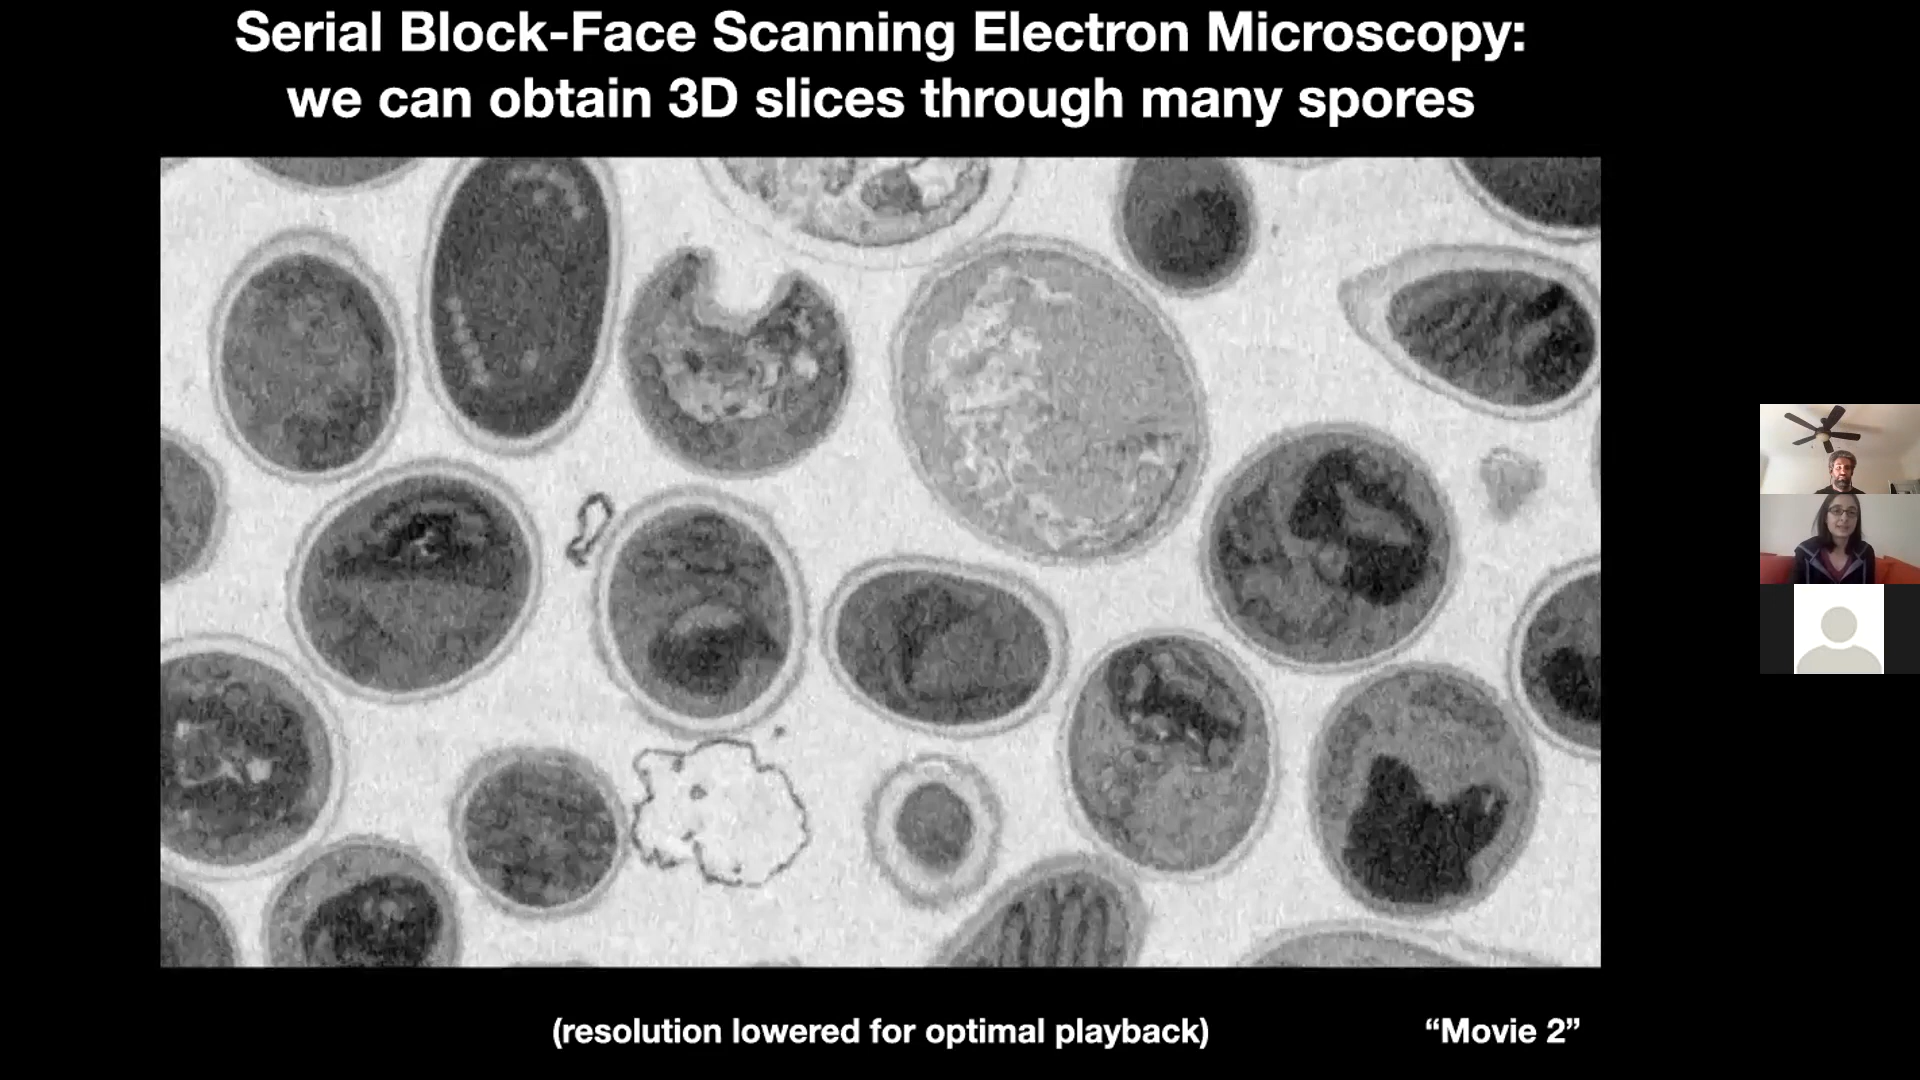 Serial Block-Face Scanning Electron Microscopy:
we can obtain 3D slices through many spores
(resolution lowered for optimal playback)
“Movie 2”